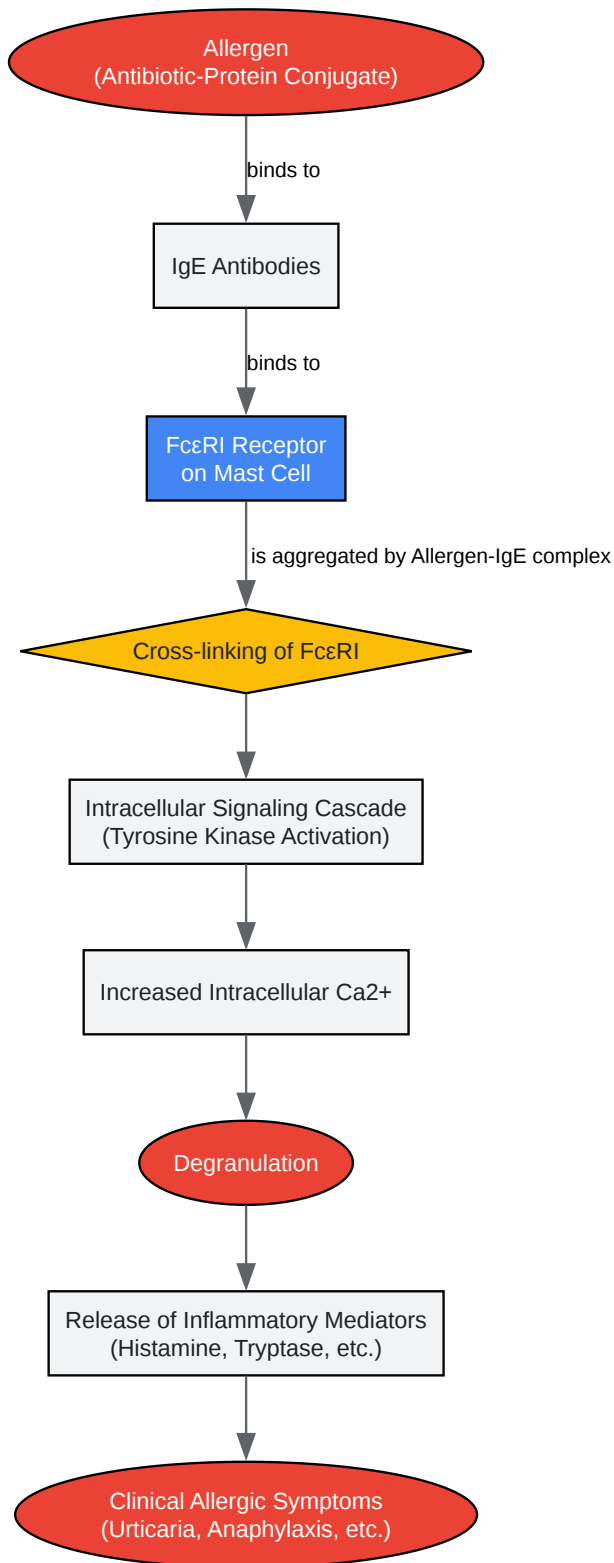 Allergen
(Antibiotic-Protein Conjugate)
binds to
IgE Antibodies
binds to
FcεRI Receptor
on Mast Cell
is aggregated by Allergen-IgE complex
Cross-linking of FcεRI
Intracellular Signaling Cascade
(Tyrosine Kinase Activation)
Increased Intracellular Ca2+
Degranulation
Release of Inflammatory Mediators
(Histamine, Tryptase, etc.)
Clinical Allergic Symptoms
(Urticaria, Anaphylaxis, etc.)